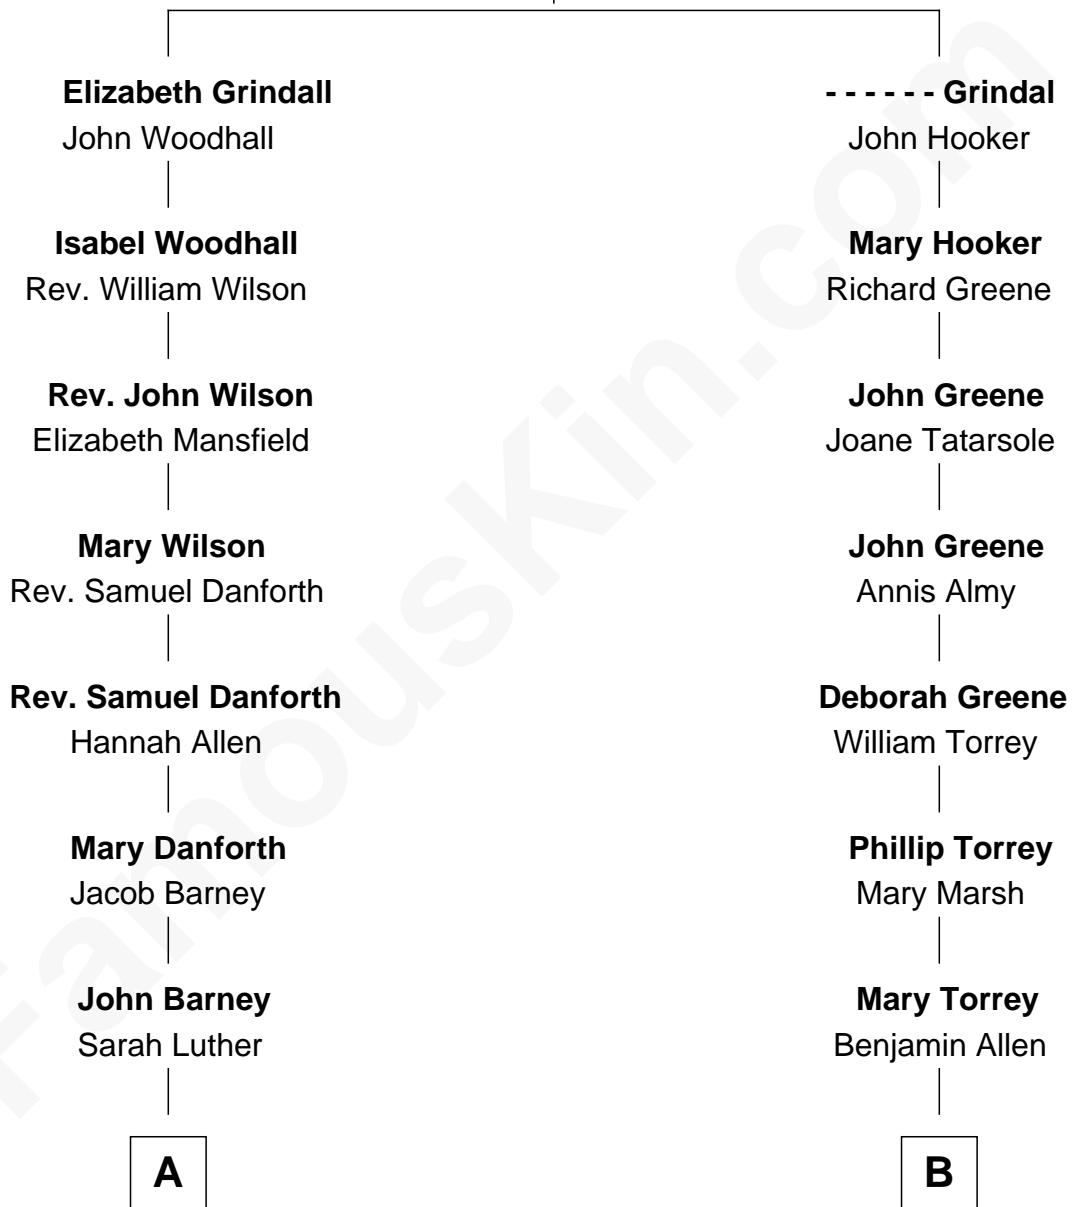 Elizabeth Grindall
John Woodhall
Isabel Woodhall
Rev. William Wilson
Rev. John Wilson
Elizabeth Mansfield
Mary Wilson
Rev. Samuel Danforth
Rev. Samuel Danforth
Hannah Allen
Mary Danforth
Jacob Barney
John Barney
Sarah Luther
A
- - - - - - Grindal
John Hooker
Mary Hooker
Richard Greene
John Greene
Joane Tatarsole
John Greene
Annis Almy
Deborah Greene
William Torrey
Phillip Torrey
Mary Marsh
Mary Torrey
Benjamin Allen
B
FamousKin.com